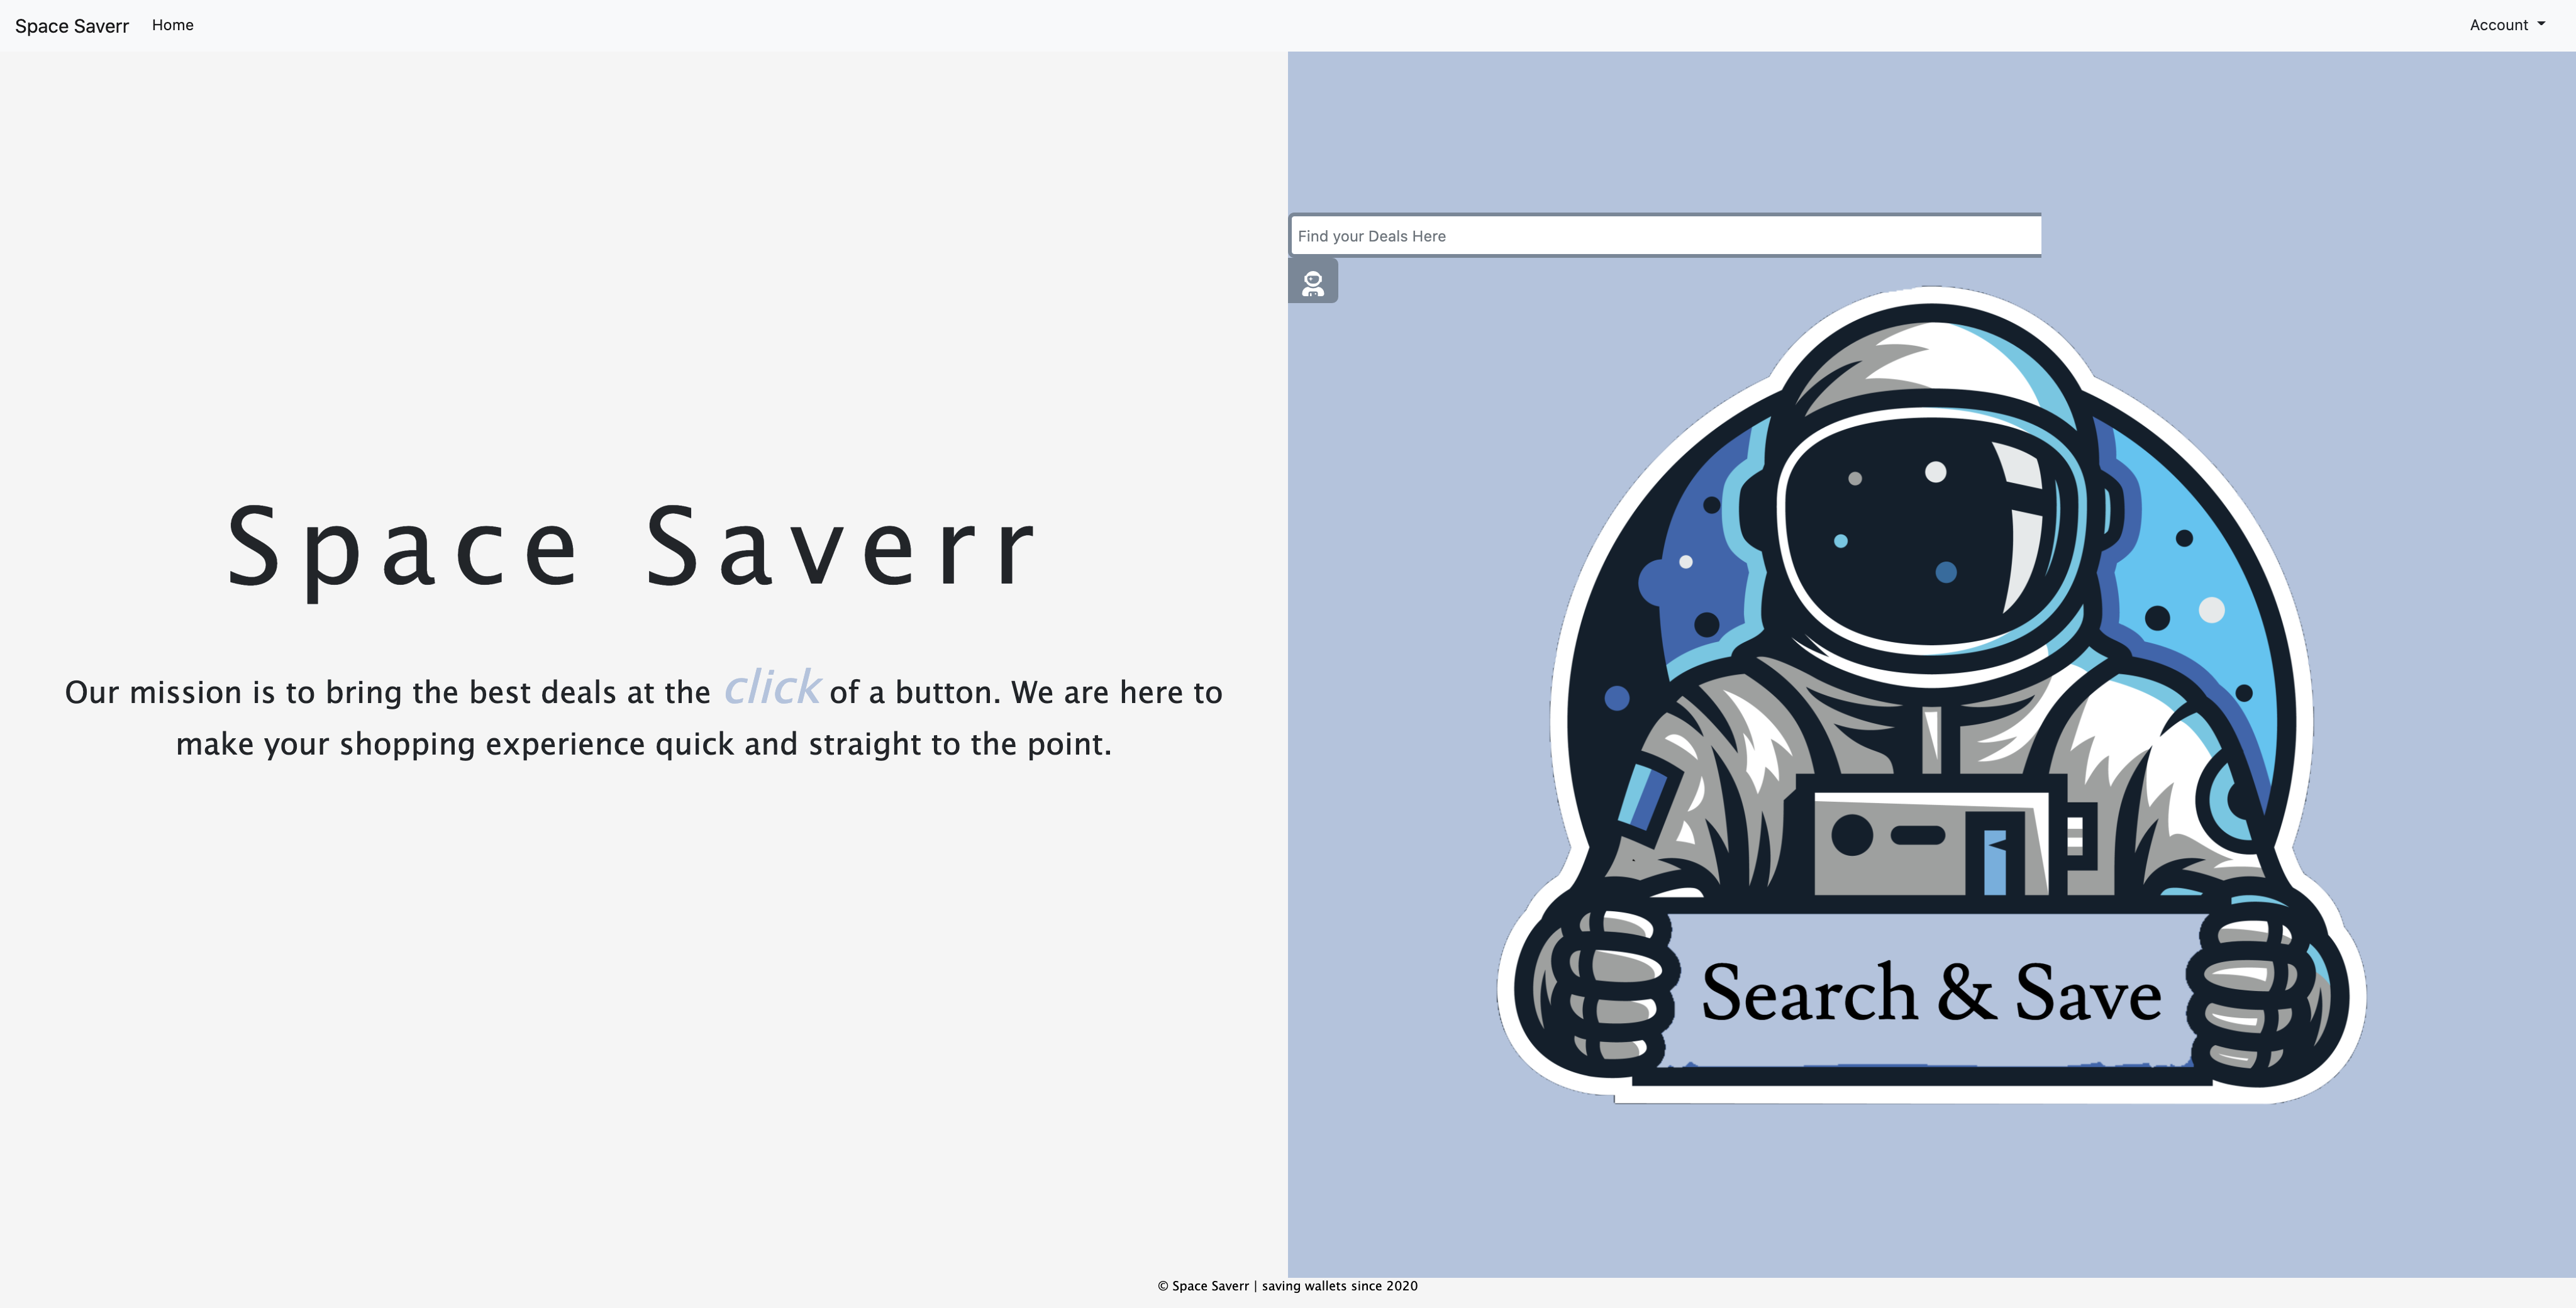 Space Saverr Home Account
Find your Deals Here
Space Saverr
Our mission is to bring the best deals at the click of a button. We are here to
make your shopping experience quick and straight to the point.
Search & Save
© Space Saverr | saving wallets since 2020